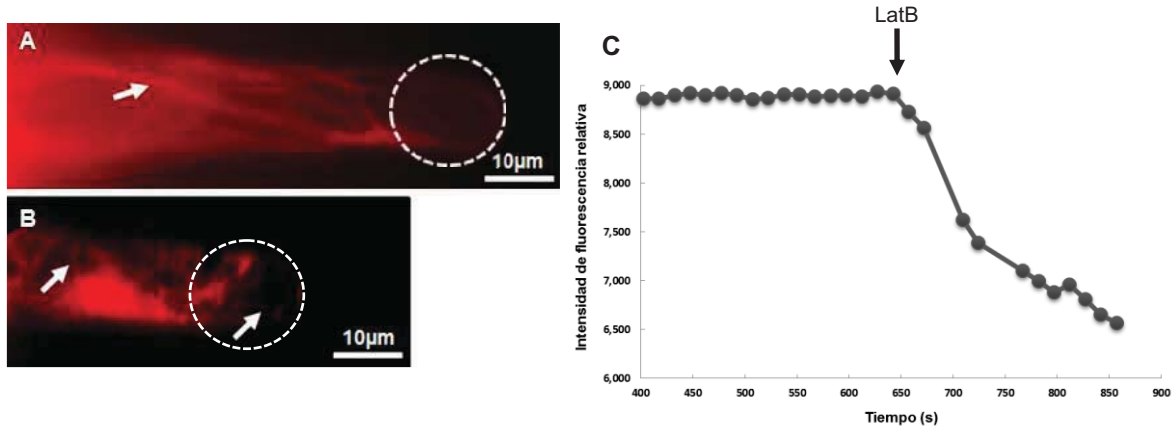 A
10µm
B
10µm
C
LatB
Intensidad de fluorescencia relativa
9,000
8,500
8,000
7,500
7,000
6,500
6,000
400 450 500 550 600 650 700 750 800 850 900
Tiempo (s)